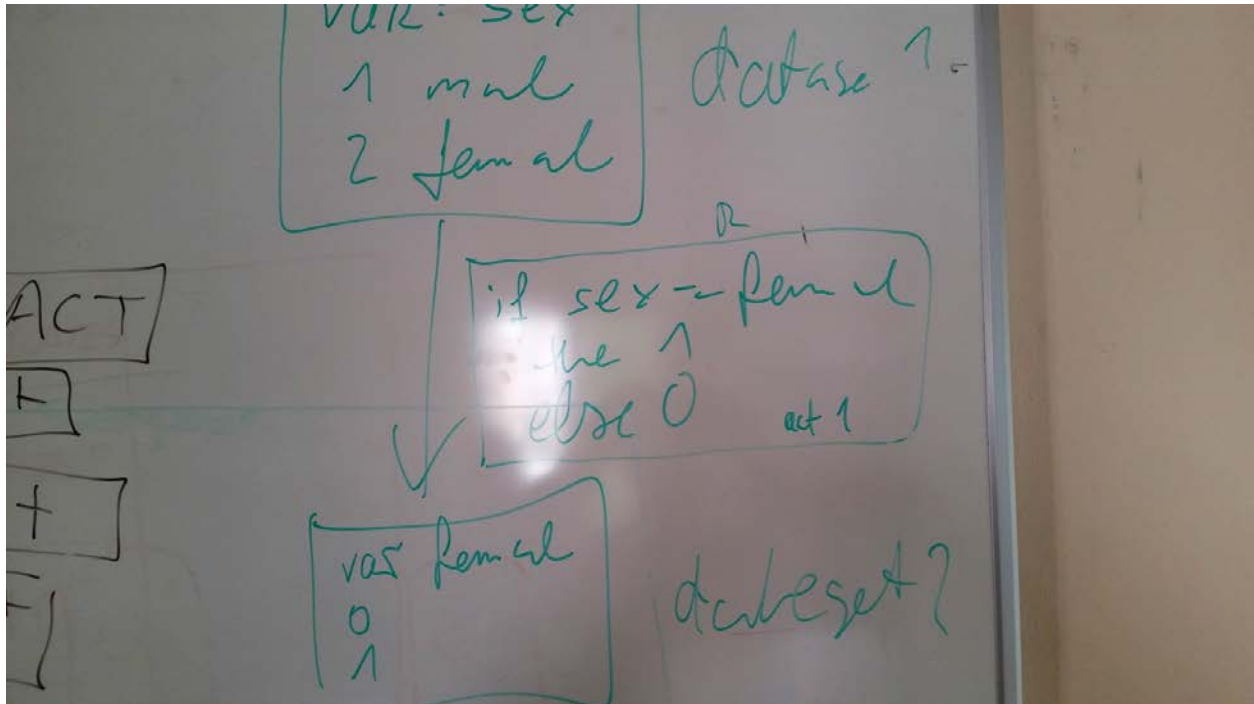 var: sex
1 mal
2 femal
datase 1.
R
if sex = femal
the 1
else 0
act 1
ACT
+
+
var femal
0
1
dataset 2